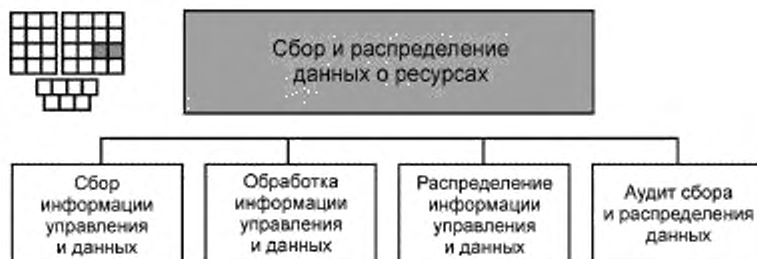 Сбор и распределение
данных о ресурсах
Сбор
информации
управления
и данных
Обработка
информации
управления
и данных
Распределение
информации
управления
и данных
Аудит сбора
и распределения
данных